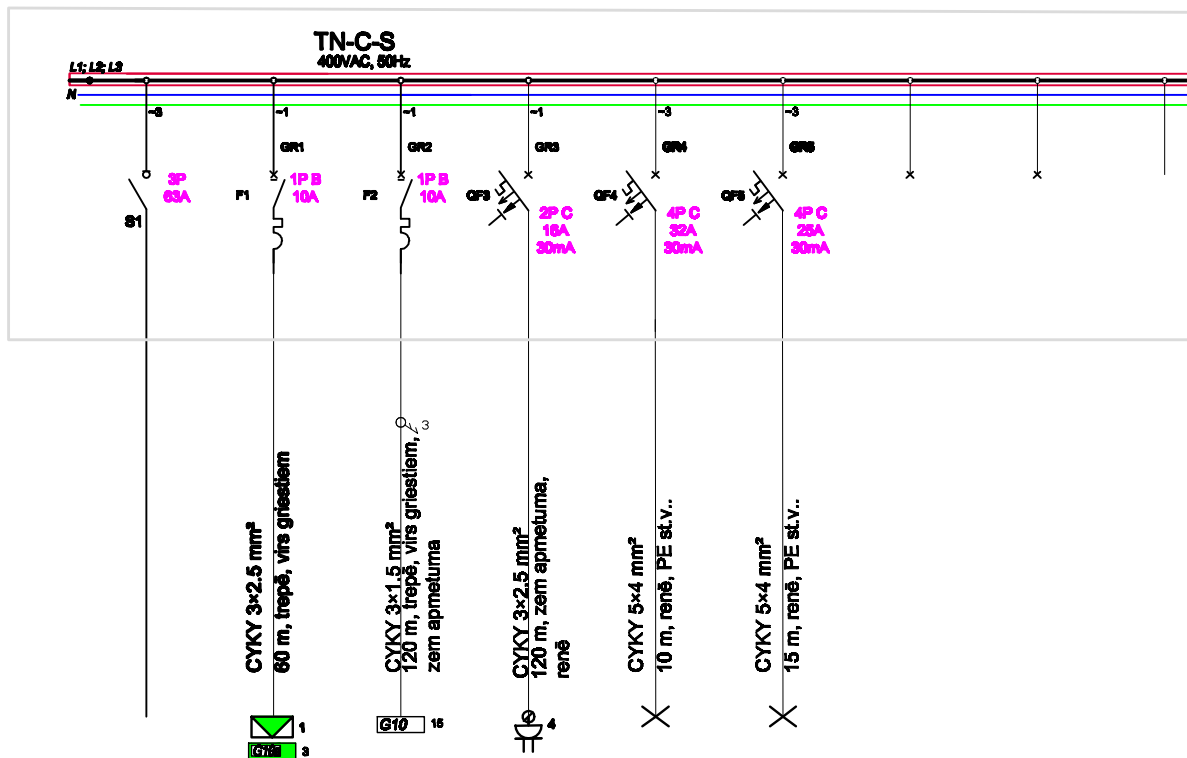 TN-C-S
400VAC, 50Hz
L1; L2; L3
N
~3
~1
~1
~1
~3
~3
GR1
GR2
GR3
GR4
GR5
3P
63A
S1
F1
1P B
10A
F2
1P B
10A
QF3
2P C
16A
30mA
QF4
4P C
32A
30mA
QF5
4P C
25A
30mA
3
CYKY 3×2.5 mm²
60 m, trepē, virs griestiem
CYKY 3×1.5 mm²
120 m, trepē, virs griestiem,
zem apmetuma
CYKY 3×2.5 mm²
120 m, zem apmetuma,
renē
CYKY 5×4 mm²
10 m, renē, PE st.v..
CYKY 5×4 mm²
15 m, renē, PE st.v..
1
3
G10
15
4